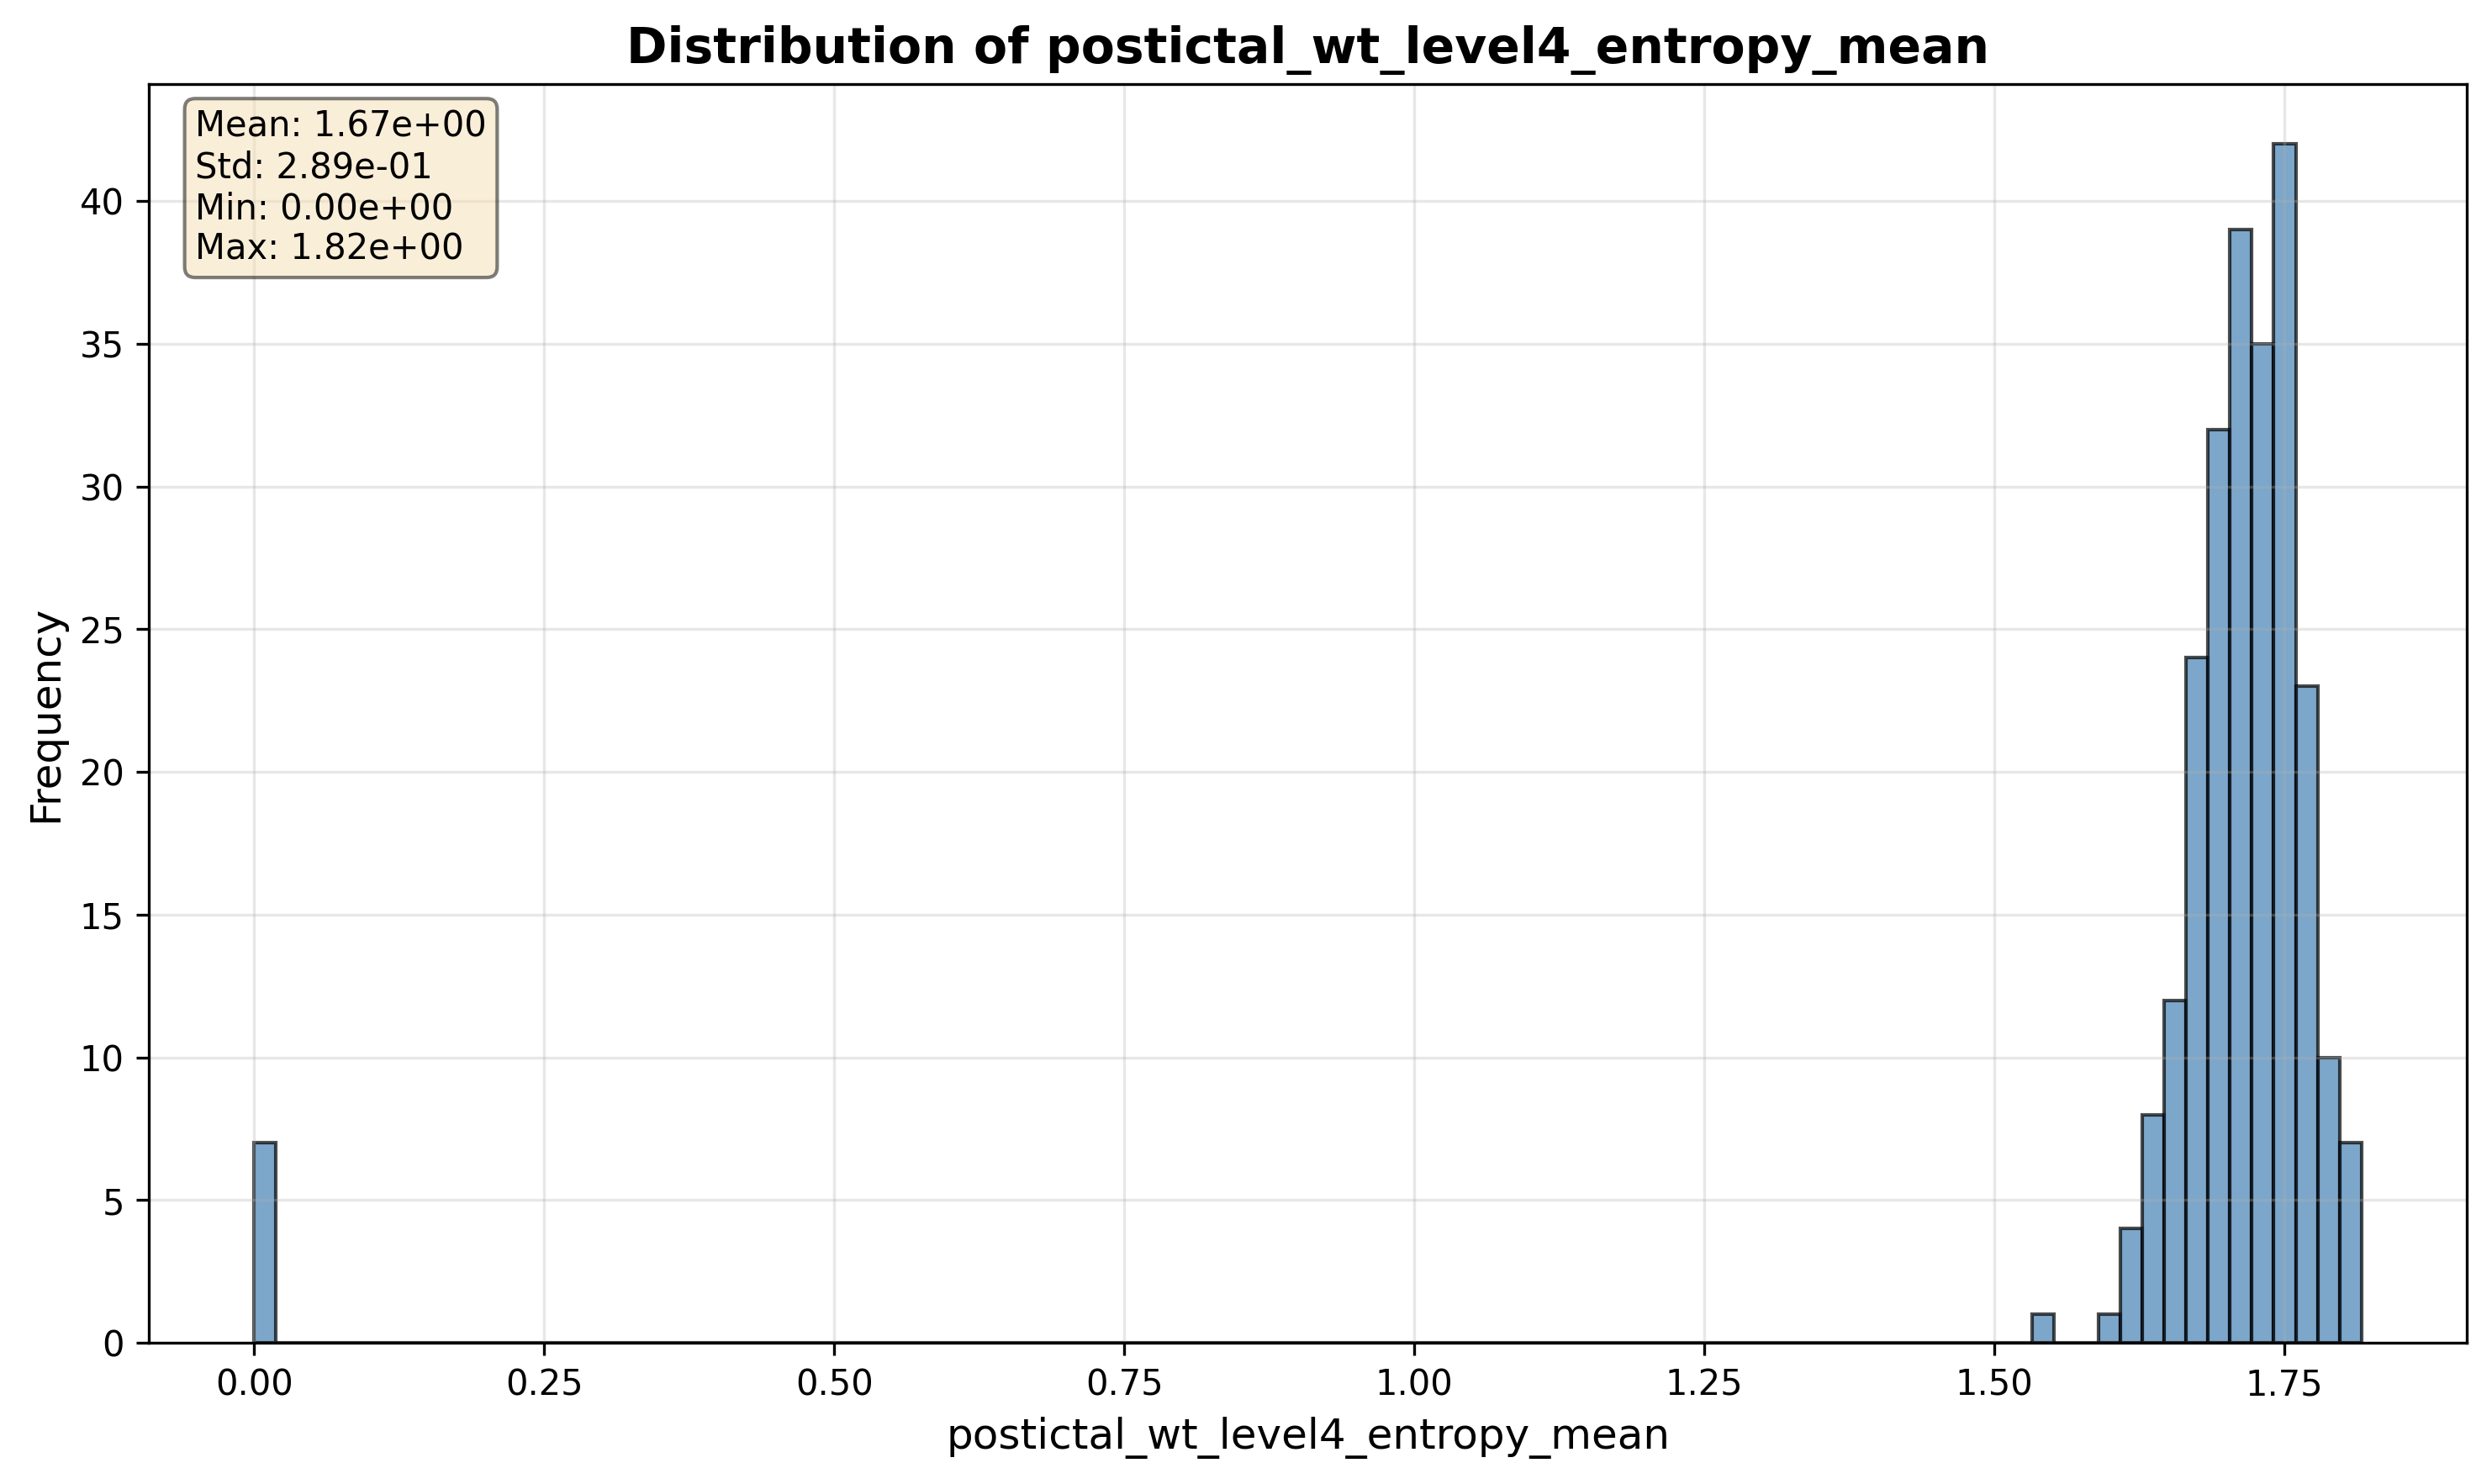 Distribution of postictal_wt_level4_entropy_mean
Mean: 1.67e+00
Std: 2.89e-01
Min: 0.00e+00
Max: 1.82e+00
Frequency
40
35
30
25
20
15
10
5
0
0.00 0.25 0.50 0.75 1.00 1.25 1.50 1.75
postictal_wt_level4_entropy_mean